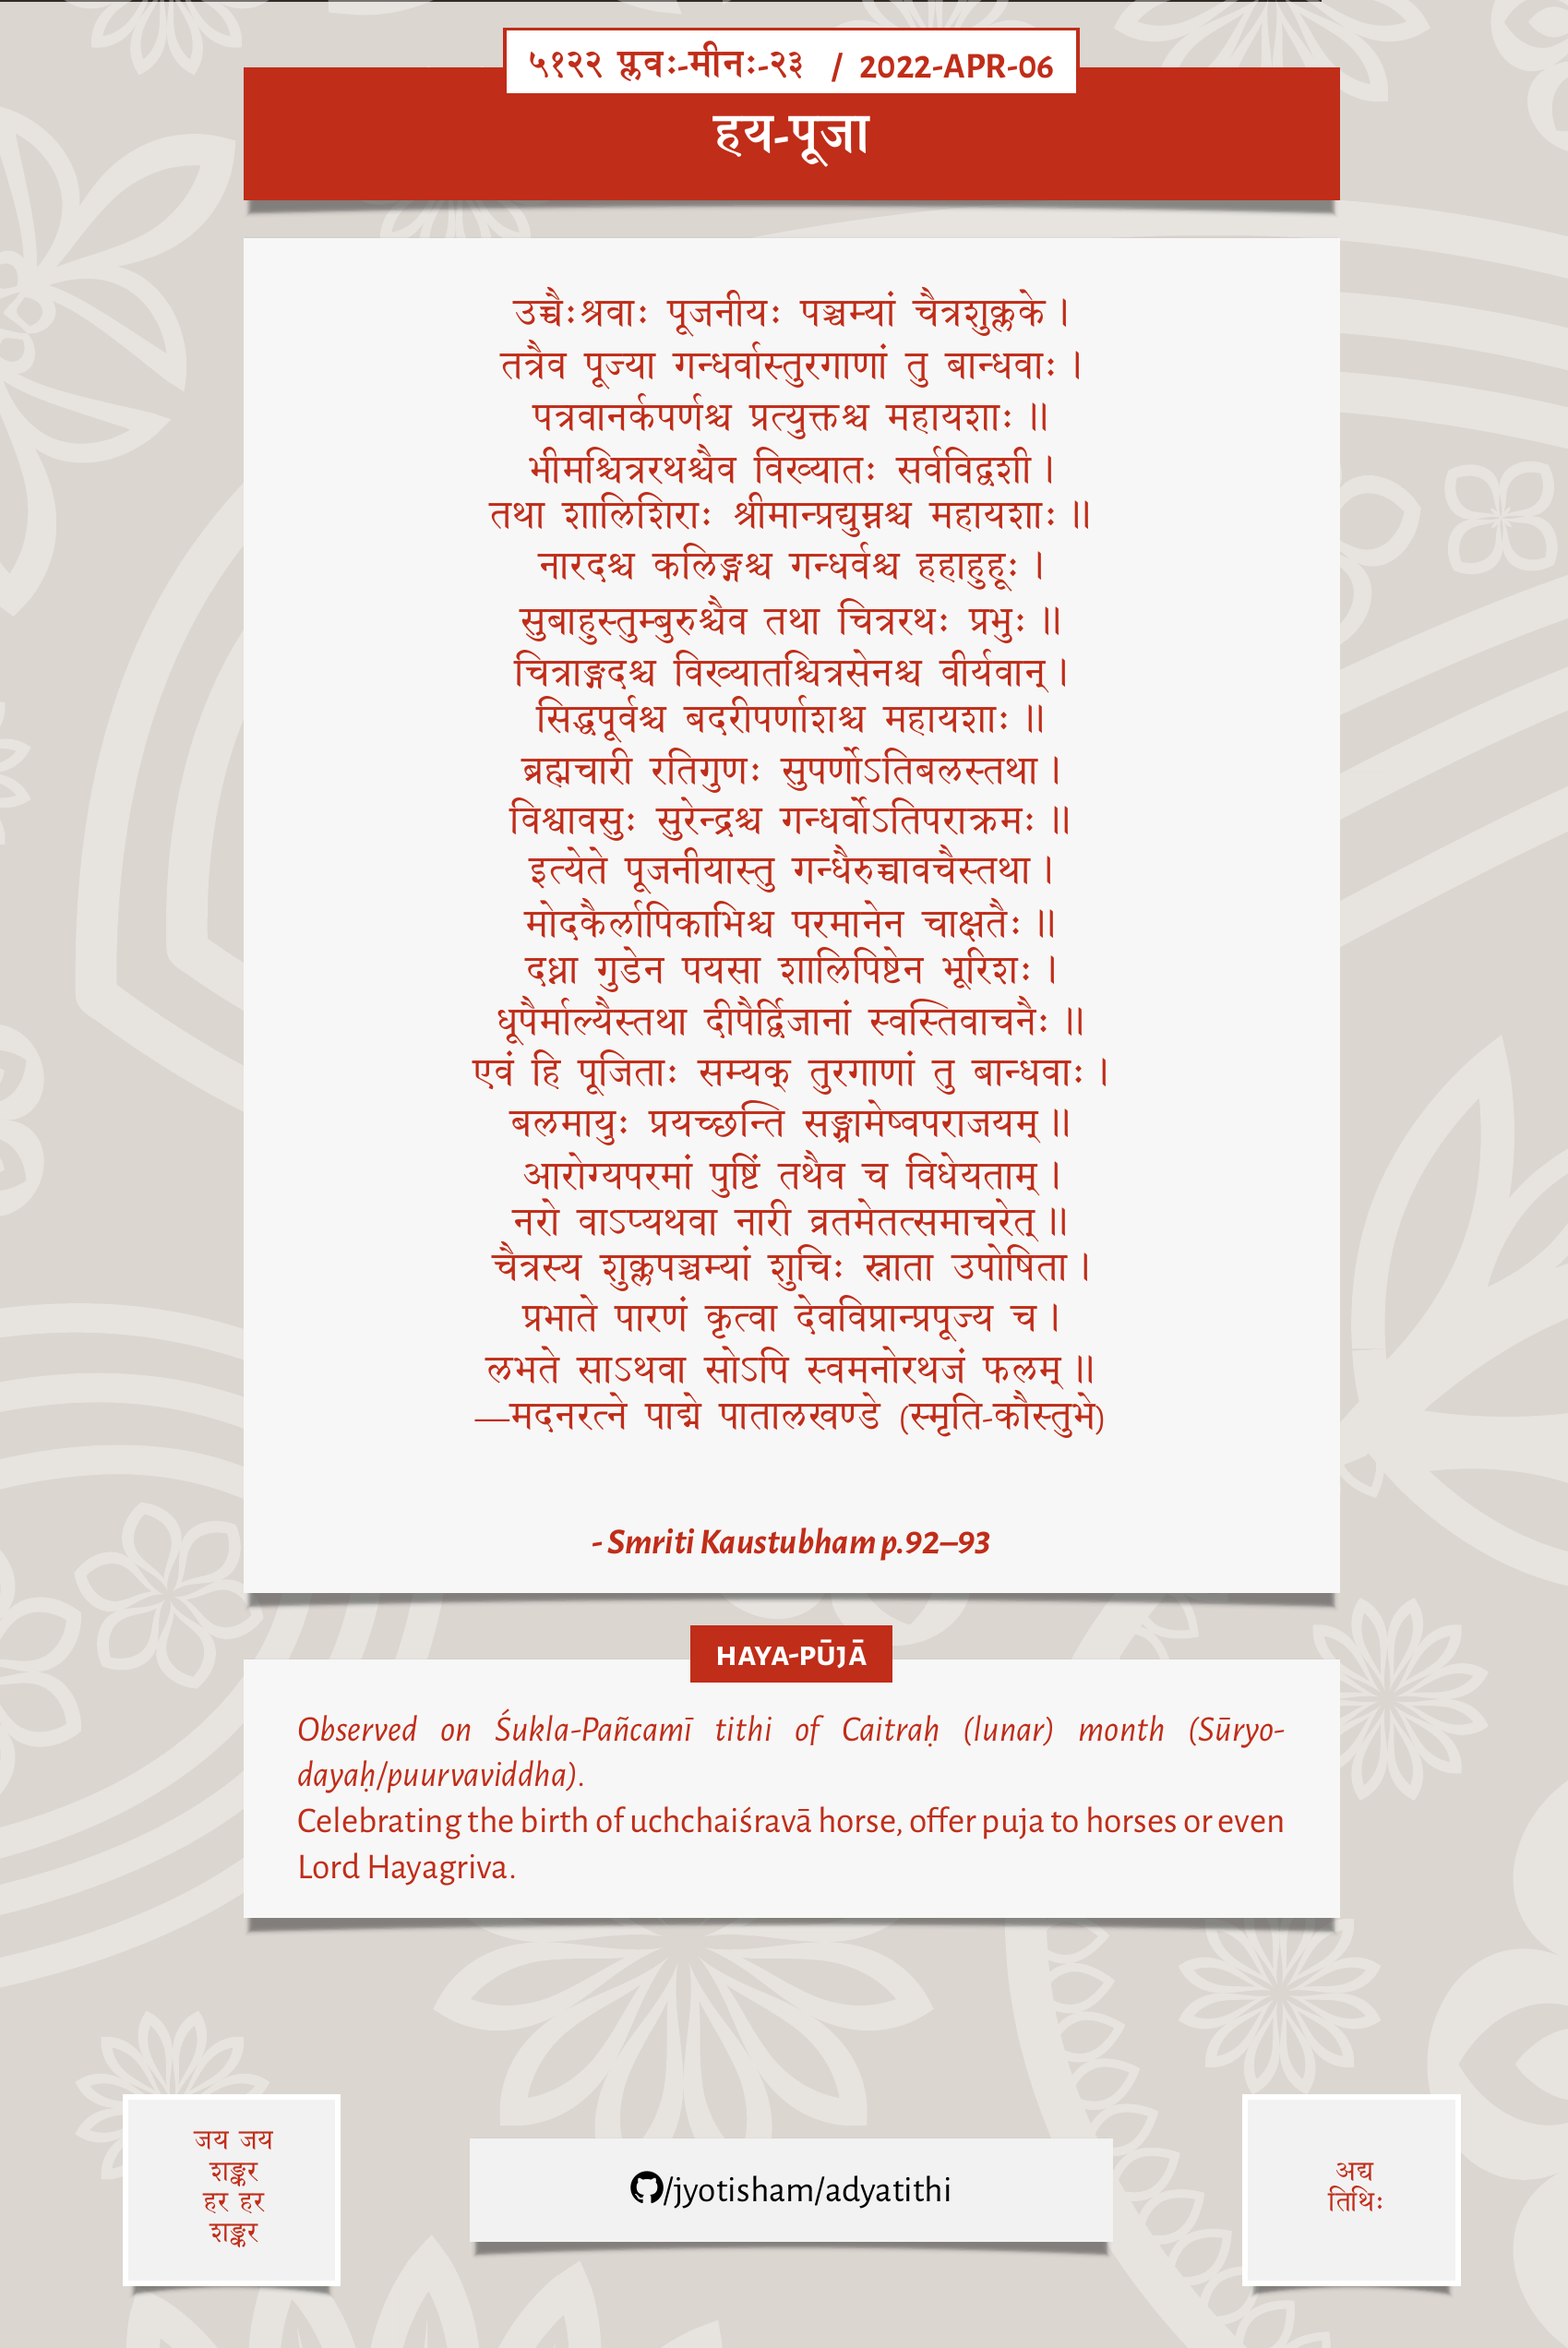 ५१२२ प्लवः-मीनः-२३ / 2022-APR-06
हय-पूजा
उच्चैःश्रवाः पूजनीयः पञ्चम्यां चैत्रशुक्लके ।
तत्रैव पूज्या गन्धर्वास्तुरगाणां तु बान्धवाः ।
पत्रवानर्कपर्णश्च प्रत्युक्तश्च महायशाः ॥
भीमश्चित्ररथश्चैव विख्यातः सर्वविद्वशी ।
तथा शालिशिराः श्रीमान्प्रद्युम्नश्च महायशाः ॥
नारदश्च कलिङ्गश्च गन्धर्वश्च हहाहुहूः ।
सुबाहुस्तुम्बुरुश्चैव तथा चित्ररथः प्रभुः ॥
चित्राङ्गदश्च विख्यातश्चित्रसेनश्च वीर्यवान् ।
सिद्धपूर्वश्च बदरीपर्णाशश्च महायशाः ॥
ब्रह्मचारी रतिगुणः सुपर्णोऽतिबलस्तथा ।
विश्वावसुः सुरेन्द्रश्च गन्धर्वोऽतिपराक्रमः ॥
इत्येते पूजनीयास्तु गन्धैरुच्चावचैस्तथा ।
मोदकैर्लापिकाभिश्च परमानेन चाक्षतैः ॥
दध्ना गुडेन पयसा शालिपिष्टेन भूरिशः ।
धूपैर्माल्यैस्तथा दीपैर्द्विजानां स्वस्तिवाचनैः ॥
एवं हि पूजिताः सम्यक् तुरगाणां तु बान्धवाः ।
बलमायुः प्रयच्छन्ति सङ्ग्रामेष्वपराजयम् ॥
आरोग्यपरमां पुष्टिं तथैव च विधेयताम् ।
नरो वाऽप्यथवा नारी व्रतमेतत्समाचरेत् ॥
चैत्रस्य शुक्लपञ्चम्यां शुचिः स्नाता उपोषिता ।
प्रभाते पारणं कृत्वा देवविप्रान्प्रपूज्य च ।
लभते साऽथवा सोऽपि स्वमनोरथजं फलम् ॥
—मदनरत्ने पाद्मे पातालखण्डे (स्मृति-कौस्तुभे)
- Smriti Kaustubham p.92–93
HAYA-PŪJĀ
Observed on Śukla-Pañcamī tithi of Caitraḥ (lunar) month (Sūryo-
dayaḥ/puurvaviddha).
Celebrating the birth of uchchaiśravā horse, offer puja to horses or even
Lord Hayagriva.
जय जय
शङ्कर
हर हर
शङ्कर
/jyotisham/adyatithi
अद्य
तिथिः